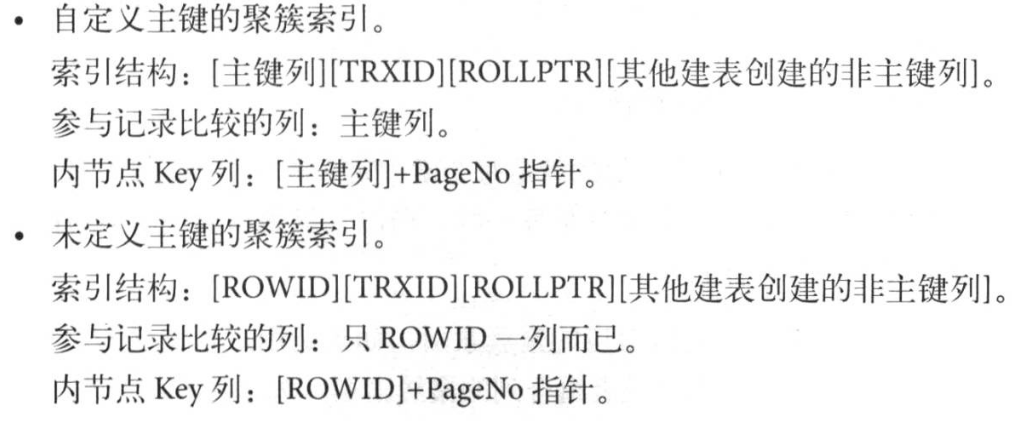 • 自定义主键的聚簇索引。
索引结构：[主键列][TRXID][ROLLPTR][其他建表创建的非主键列]。
参与记录比较的列：主键列。
内节点 Key 列：[主键列]+PageNo 指针。
• 未定义主键的聚簇索引。
索引结构：[ROWID][TRXID][ROLLPTR][其他建表创建的非主键列]。
参与记录比较的列：只 ROWID 一列而已。
内节点 Key 列：[ROWID]+PageNo 指针。